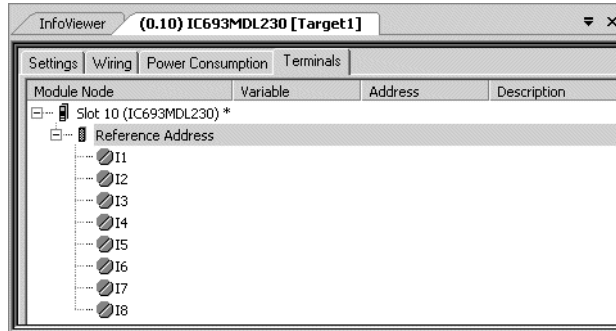 InfoViewer (0.10) IC693MDL230 [Target1]
Settings Wiring Power Consumption Terminals
Module Node Variable Address Description
Slot 10 (IC693MDL230) *
Reference Address
I1
I2
I3
I4
I5
I6
I7
I8